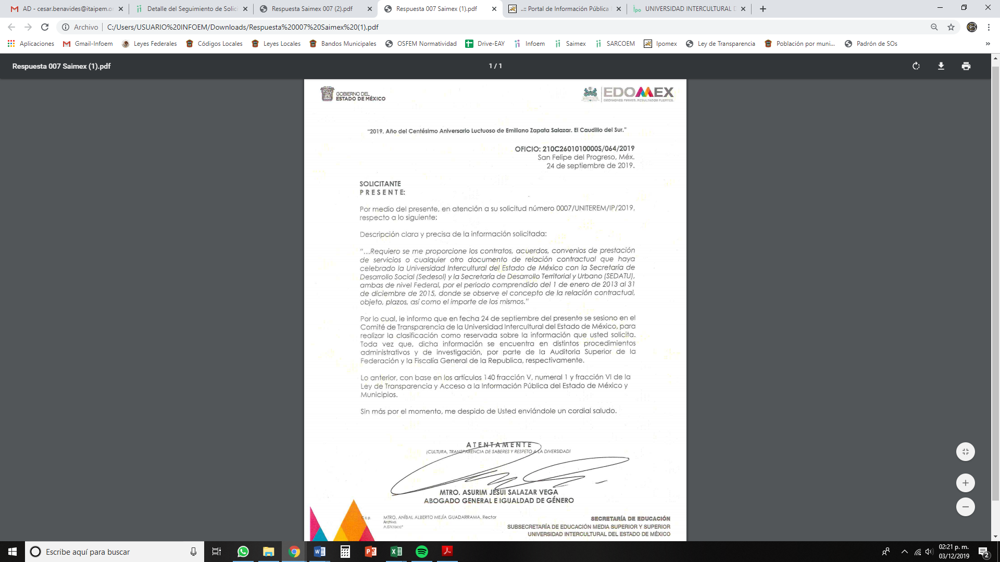 AD - cesar.benavides@itaipem.or
Detalle del Seguimiento de Solici
Respuesta Saimex 007 (2).pdf
Respuesta 007 Saimex (1).pdf
..:: Portal de Información Pública
UNIVERSIDAD INTERCULTURAL D
Archivo
C:/Users/USUARIO%20INFOEM/Downloads/Respuesta%20007%20Saimex%20(1).pdf
Aplicaciones
Gmail-Infoem
Leyes Federales
Códigos Locales
Leyes Locales
Bandos Municipales
OSFEM Normatividad
Drive-EAY
Infoem
Saimex
SARCOEM
Ipomex
Ley de Transparencia
Población por muni...
Padrón de SOs
»
Respuesta 007 Saimex (1).pdf
1 / 1
GOBIERNO DEL
ESTADO DE MÉXICO
EDOMEX
DECISIONES FIRMES, RESULTADOS FUERTES.
“2019. Año del Centésimo Aniversario Luctuoso de Emiliano Zapata Salazar. El Caudillo del Sur.”
OFICIO: 210C2601010000S/064/2019
San Felipe del Progreso, Méx.
24 de septiembre de 2019.
SOLICITANTE
P R E S E N T E:
Por medio del presente, en atención a su solicitud número 0007/UNITEREM/IP/2019,
respecto a lo siguiente:
Descripción clara y precisa de la información solicitada:
“…Requiero se me proporcione los contratos, acuerdos, convenios de prestación
de servicios o cualquier otro documento de relación contractual que haya
celebrado la Universidad Intercultural del Estado de México con la Secretaría de
Desarrollo Social (Sedesol) y la Secretaría de Desarrollo Territorial y Urbano (SEDATU),
ambas de nivel Federal, por el periodo comprendido del 1 de enero de 2013 al 31
de diciembre de 2015, donde se observe el concepto de la relación contractual,
objeto, plazos, así como el importe de los mismos.”
Por lo cual, le informo que en fecha 24 de septiembre del presente se sesiono en el
Comité de Transparencia de la Universidad Intercultural del Estado de México, para
realizar la clasificación como reservada sobre la información que usted solicita.
Toda vez que, dicha información se encuentra en distintos procedimientos
administrativos y de investigación, por parte de la Auditoria Superior de la
Federación y la Fiscalía General de la Republica, respectivamente.
Lo anterior, con base en los artículos 140 fracción V, numeral 1 y fracción VI de la
Ley de Transparencia y Acceso a la Información Pública del Estado de México y
Municipios.
Sin más por el momento, me despido de Usted enviándole un cordial saludo.
A T E N T A M E N T E
¡CULTURA, TRANSPARENCIA DE SABERES Y RESPETO A LA DIVERSIDAD!
MTRO. ASURIM JESUI SALAZAR VEGA
ABOGADO GENERAL E IGUALDAD DE GÉNERO
C.c.p. MTRO. ANÍBAL ALBERTO MEJÍA GUADARRAMA. Rector
Archivo.
AJSV/acc*
SECRETARÍA DE EDUCACIÓN
SUBSECRETARÍA DE EDUCACIÓN MEDIA SUPERIOR Y SUPERIOR
UNIVERSIDAD INTERCULTURAL DEL ESTADO DE MÉXICO
Escribe aquí para buscar
02:21 p. m.
03/12/2019
2